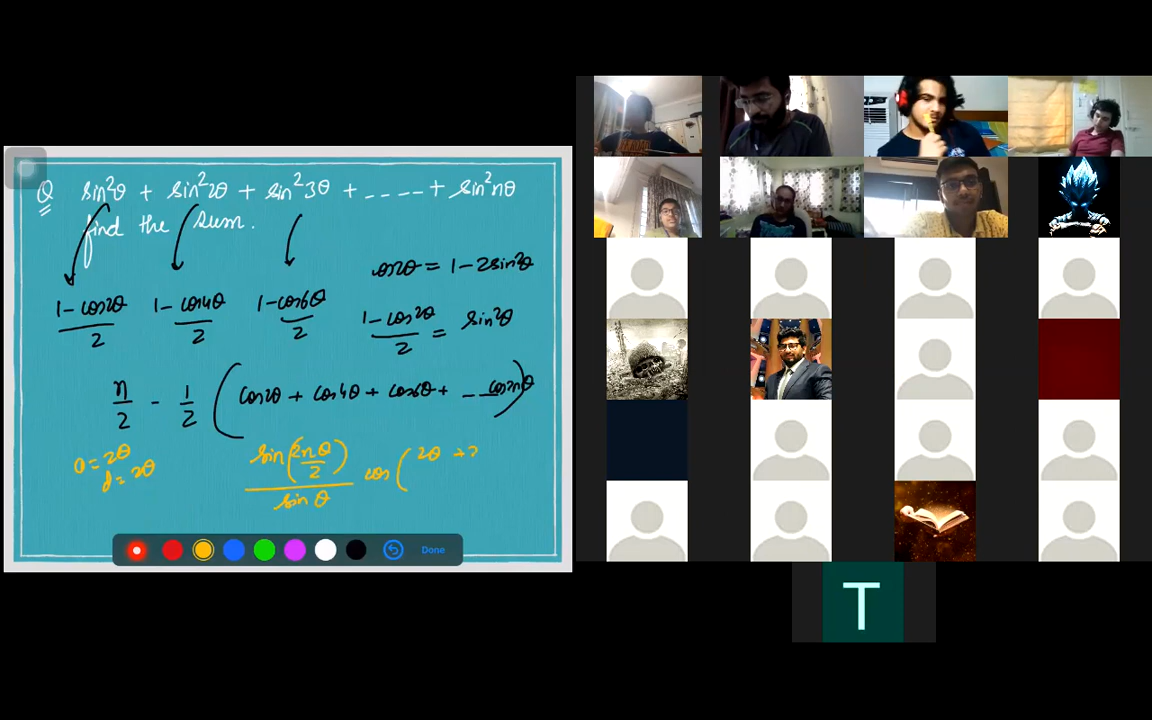 Q sin²θ + sin²2θ + sin²3θ + ..... + sin²nθ
find the sum.
cos2θ = 1 - 2sin²θ
1-cos2θ/2 1-cos4θ/2 1-cos6θ/2
1-cos2θ/2 = sin²θ
n/2 - 1/2 (cos2θ + cos4θ + cos6θ + --- cos2nθ)
a = 2θ
d = 2θ
sin(2nθ/2)/sin θ cos(2θ +2
Done
T